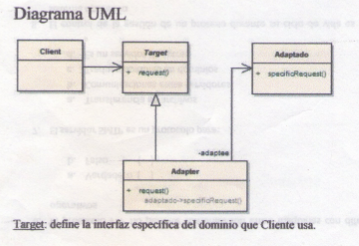 Diagrama UML
Client
Target
+ request()
Adaptado
+ specificRequest()
-adaptee
Adapter
+ request()
adaptado->specificRequest()
Target: define la interfaz específica del dominio que Cliente usa.